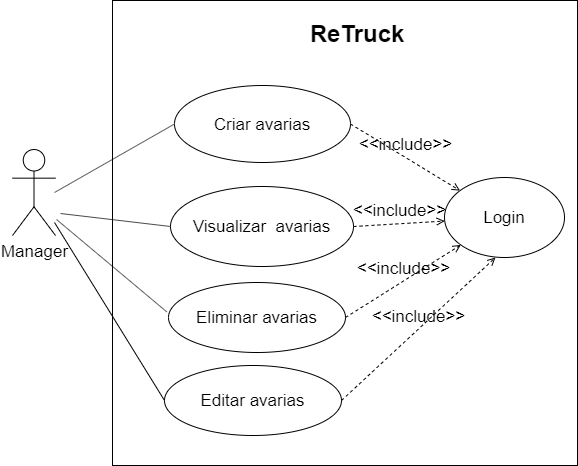 ReTruck
Criar avarias
<<include>>
Manager
Visualizar  avarias
<<include>>
Login
Eliminar avarias
<<include>>
<<include>>
Editar avarias